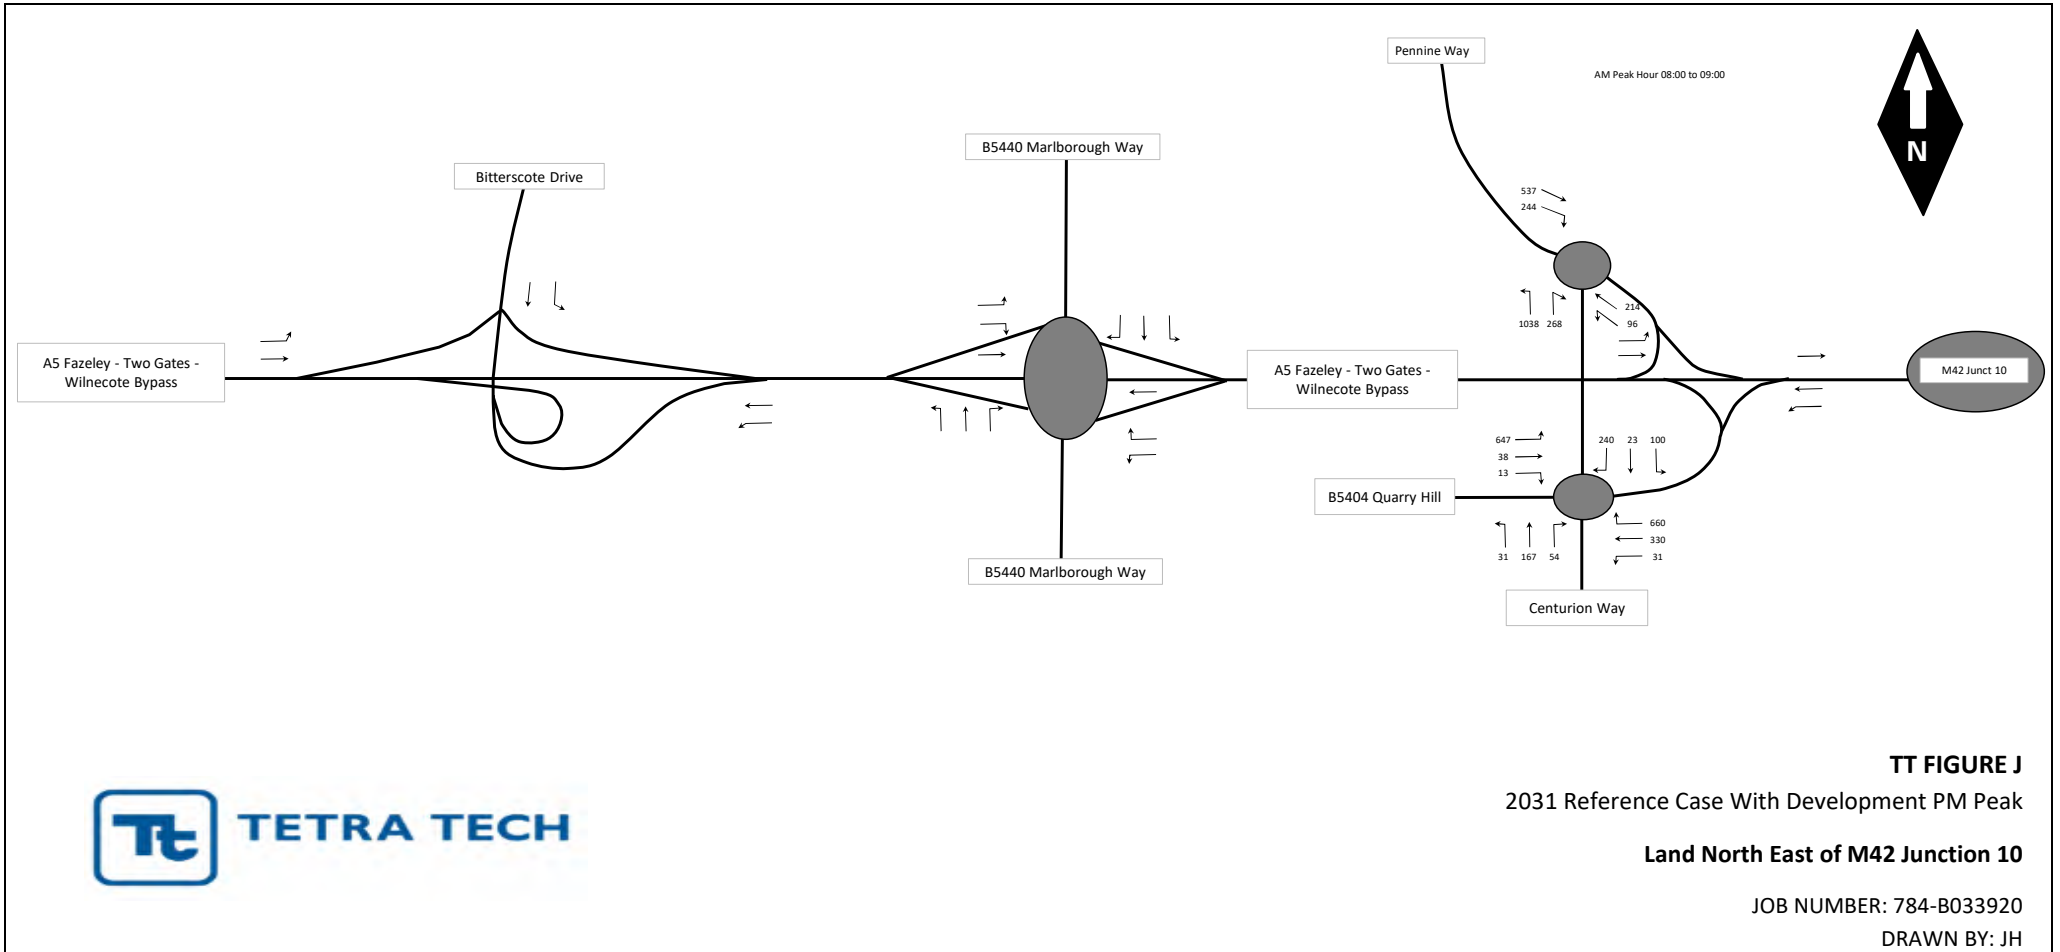 Pennine Way
AM Peak Hour 08:00 to 09:00
N
B5440 Marlborough Way
Bitterscote Drive
537
244
214
1038 268
96
A5 Fazeley - Two Gates -
Wilnecote Bypass
A5 Fazeley - Two Gates -
Wilnecote Bypass
M42 Junct 10
647
38
13
240 23 100
B5404 Quarry Hill
660
330
31
31 167 54
B5440 Marlborough Way
Centurion Way
TT FIGURE J
2031 Reference Case With Development PM Peak
Land North East of M42 Junction 10
JOB NUMBER: 784-B033920
DRAWN BY: JH
Tt TETRA TECH